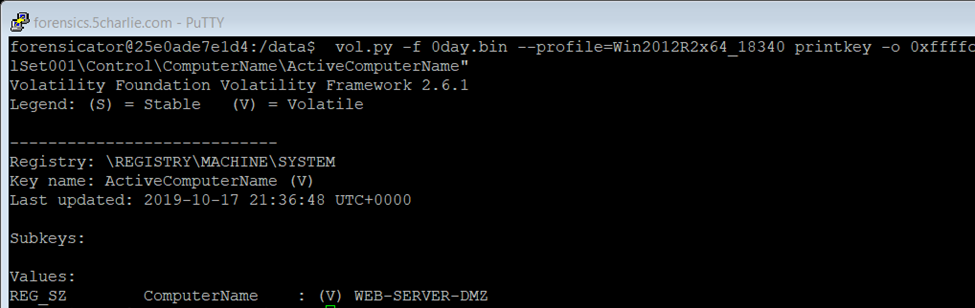 forensics.5charlie.com - PuTTY
forensicator@25e0ade7e1d4:/data$  vol.py -f 0day.bin --profile=Win2012R2x64_18340 printkey -o 0xffffc
lSet001\Control\ComputerName\ActiveComputerName"
Volatility Foundation Volatility Framework 2.6.1
Legend: (S) = Stable   (V) = Volatile

----------------------------
Registry: \REGISTRY\MACHINE\SYSTEM
Key name: ActiveComputerName (V)
Last updated: 2019-10-17 21:36:48 UTC+0000

Subkeys:

Values:
REG_SZ        ComputerName    : (V) WEB-SERVER-DMZ